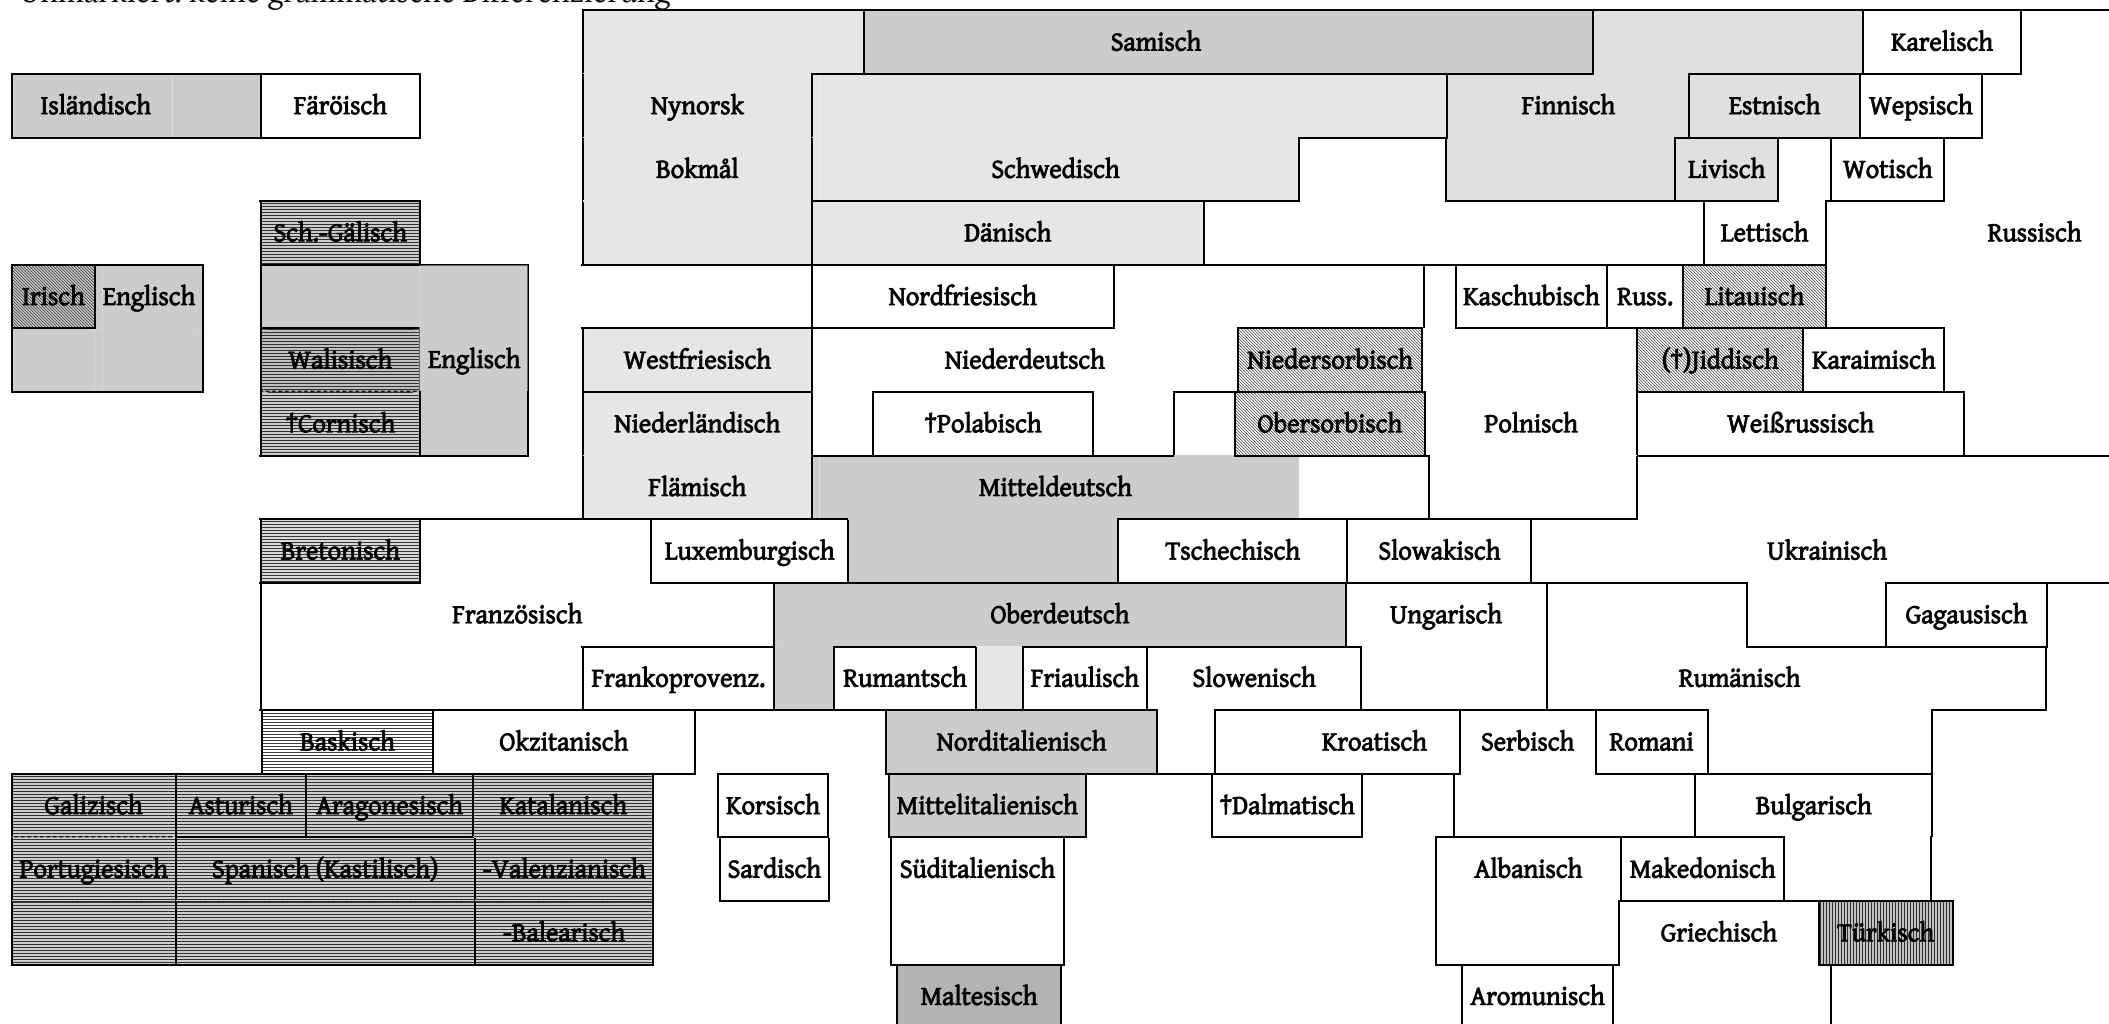 Unmarkiert: keine grammatische Differenzierung
Samisch Karelisch
Isländisch Färöisch Nynorsk Finnisch Estnisch Wepsisch
Bokmål Schwedisch Livisch Wotisch
Sch.-Gälisch Dänisch Lettisch Russisch
Irisch Englisch Nordfriesisch Kaschubisch Russ. Litauisch
Walisisch Englisch Westfriesisch Niederdeutsch Niedersorbisch (†)Jiddisch Karaimisch
†Cornisch Niederländisch †Polabisch Obersorbisch Polnisch Weißrussisch
Flämisch Mitteldeutsch
Bretonisch Luxemburgisch Tschechisch Slowakisch Ukrainisch
Französisch Oberdeutsch Ungarisch Gagausisch
Frankoprovenz. Rumantsch Friaulisch Slowenisch Rumänisch
Baskisch Okzitanisch Norditalienisch Kroatisch Serbisch Romani
Galizisch Asturisch Aragonesisch Katalanisch Korsisch Mittelitalienisch †Dalmatisch Bulgarisch
Portugiesisch Spanisch (Kastilisch) -Valenzianisch Sardisch Süditalienisch Albanisch Makedonisch
-Balearisch Griechisch Türkisch
Maltesisch Aromunisch